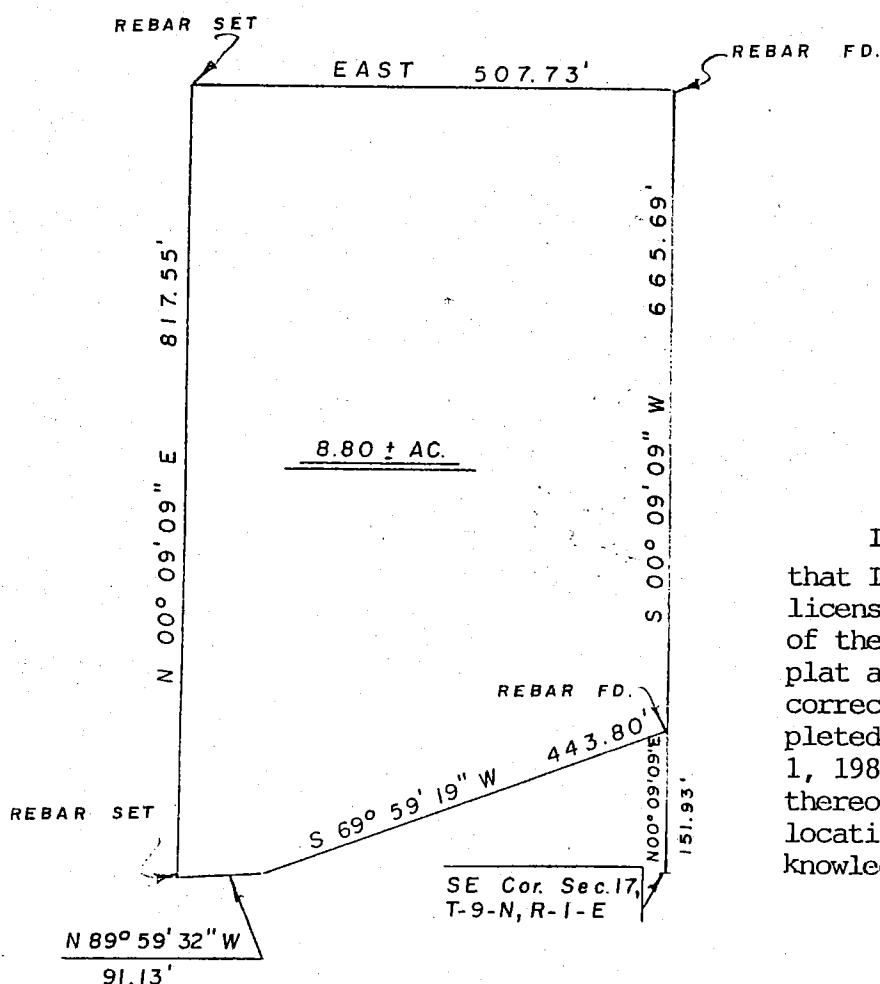 REBAR SET
EAST 507.73'
REBAR FD.
817.55'
N 00° 09' 09" E
665.69'
S 00° 09' 09" W
8.80 ± AC.
REBAR FD.
S 69° 59' 19" W 443.80'
N00° 09' 09" E
151.93'
REBAR SET
SE Cor. Sec. 17,
T-9-N, R-1-E
N 89° 59' 32" W
91.13'
I
that I
licens
of the
plat a
correc
pleted
1, 198
thereo
locati
knowle